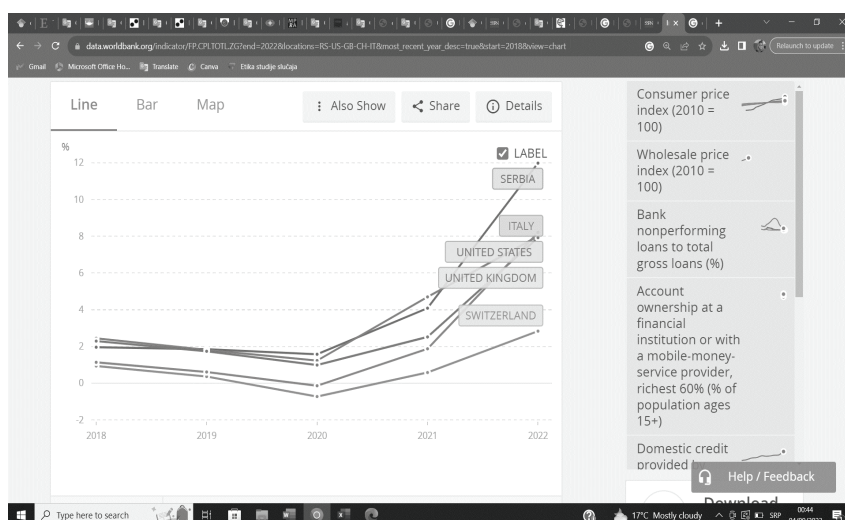 data.worldbank.org/indicator/FP.CPI.TOTL.ZG?end=2022&locations=RS-US-GB-CH-IT&most_recent_year_desc=true&start=2018&view=chart
Relaunch to update
Gmail
Microsoft Office Ho...
Translate
Canva
Etika studije slučaja
Line
Bar
Map
Also Show
Share
Details
%
LABEL
12
10
8
6
4
2
0
-2
SERBIA
ITALY
UNITED STATES
UNITED KINGDOM
SWITZERLAND
2018
2019
2020
2021
2022
Consumer price
index (2010 =
100)
Wholesale price
index (2010 =
100)
Bank
nonperforming
loans to total
gross loans (%)
Account
ownership at a
financial
institution or with
a mobile-money-
service provider,
richest 60% (% of
population ages
15+)
Domestic credit
provided
Help / Feedback
Download
Type here to search
17°C Mostly cloudy
SRP
00:44